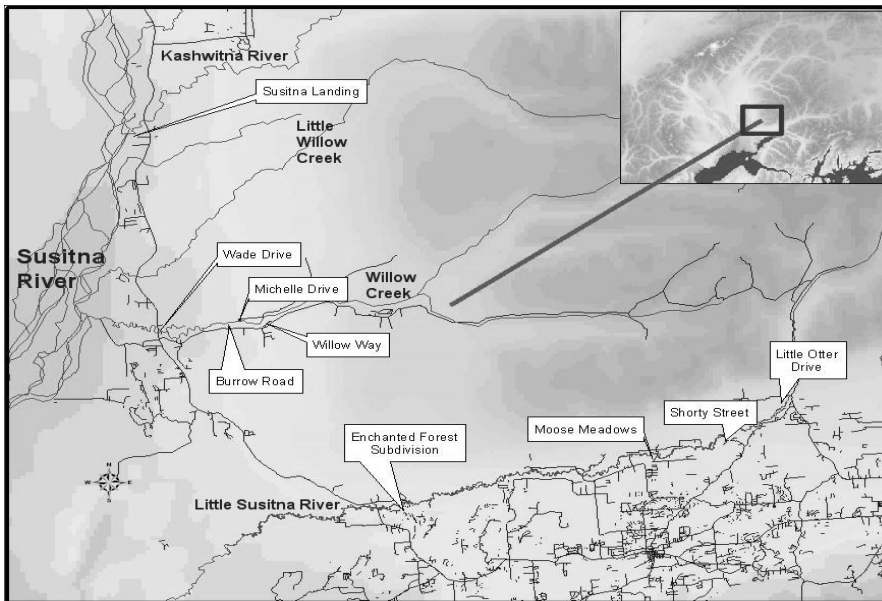 Kashwitna River
Susitna Landing
Little
Willow
Creek
Susitna
River
Wade Drive
Michelle Drive
Willow
Creek
Willow Way
Burrow Road
Little Otter
Drive
Shorty Street
Moose Meadows
Enchanted Forest
Subdivision
N
W
E
S
Little Susitna River